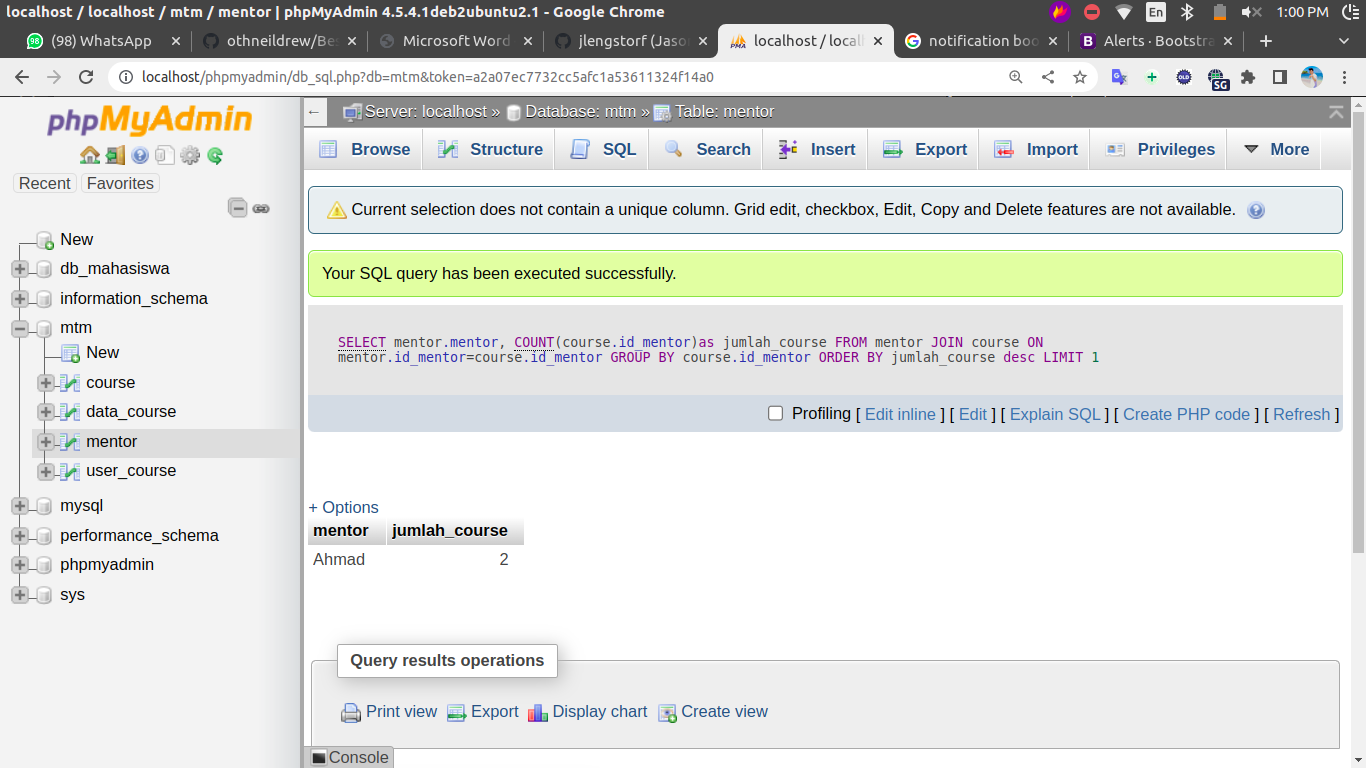 localhost / localhost / mtm / mentor | phpMyAdmin 4.5.4.1deb2ubuntu2.1 - Google Chrome
En
1:00 PM
(98) WhatsApp
othneildrew/Be
Microsoft Word
jlengstorf (Jaso
localhost / local
notification boo
Alerts · Bootstra
localhost/phpmyadmin/db_sql.php?db=mtm&token=a2a07ec7732cc5afc1a53611324f14a0
SG
phpMyAdmin
Recent
Favorites
New
db_mahasiswa
information_schema
mtm
New
course
data_course
mentor
user_course
mysql
performance_schema
phpmyadmin
sys
Server: localhost » Database: mtm » Table: mentor
Browse
Structure
SQL
Search
Insert
Export
Import
Privileges
More
Current selection does not contain a unique column. Grid edit, checkbox, Edit, Copy and Delete features are not available.
Your SQL query has been executed successfully.
SELECT mentor.mentor, COUNT(course.id_mentor)as jumlah_course FROM mentor JOIN course ON
mentor.id_mentor=course.id_mentor GROUP BY course.id_mentor ORDER BY jumlah_course desc LIMIT 1
Profiling [ Edit inline ] [ Edit ] [ Explain SQL ] [ Create PHP code ] [ Refresh ]
+ Options
mentor jumlah_course
Ahmad 2
Query results operations
Print view
Export
Display chart
Create view
Console